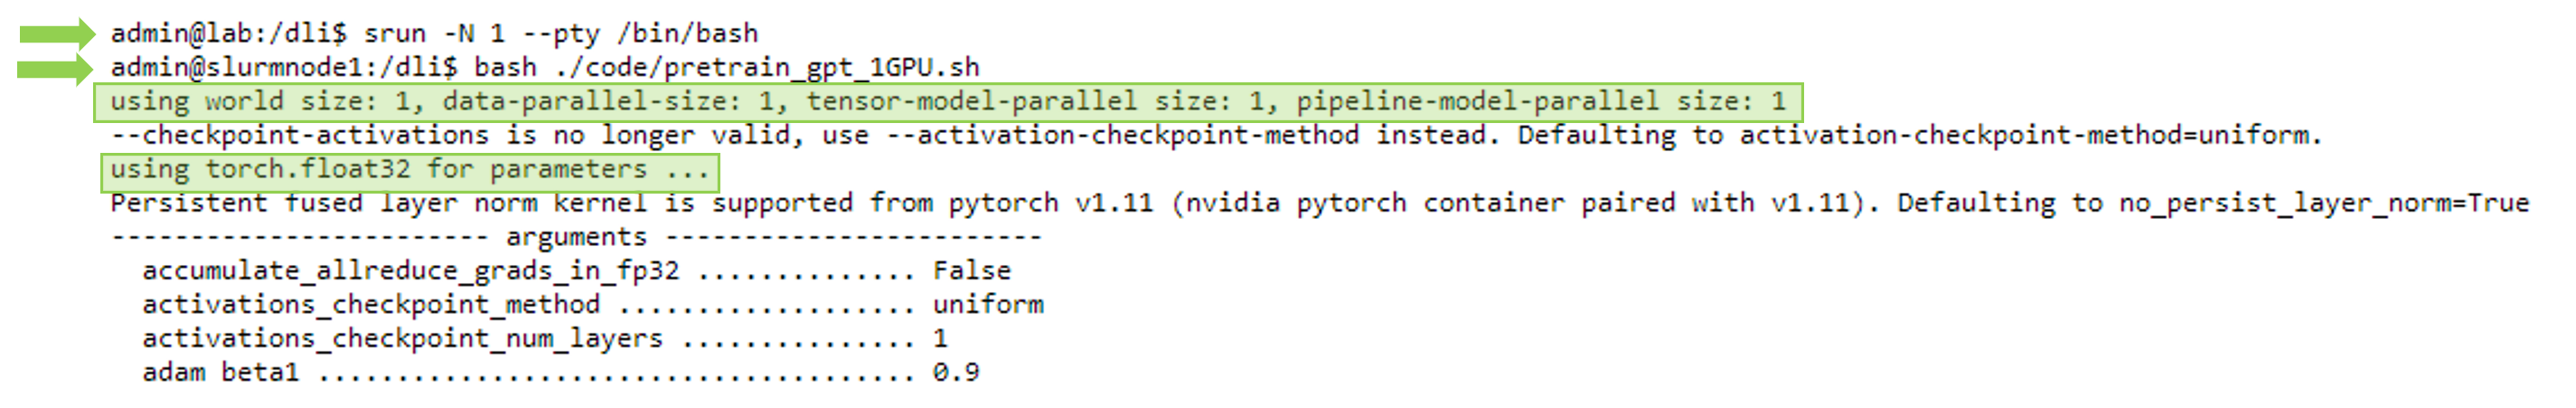 admin@lab:/dli$ srun -N 1 --pty /bin/bash
admin@slurmnode1:/dli$ bash ./code/pretrain_gpt_1GPU.sh
using world size: 1, data-parallel-size: 1, tensor-model-parallel size: 1, pipeline-model-parallel size: 1
--checkpoint-activations is no longer valid, use --activation-checkpoint-method instead. Defaulting to activation-checkpoint-method=uniform.
using torch.float32 for parameters ...
Persistent fused layer norm kernel is supported from pytorch v1.11 (nvidia pytorch container paired with v1.11). Defaulting to no_persist_layer_norm=True
------------------------ arguments ------------------------
accumulate_allreduce_grads_in_fp32 .............. False
activations_checkpoint_method ................... uniform
activations_checkpoint_num_layers ............... 1
adam beta1 ...................................... 0.9